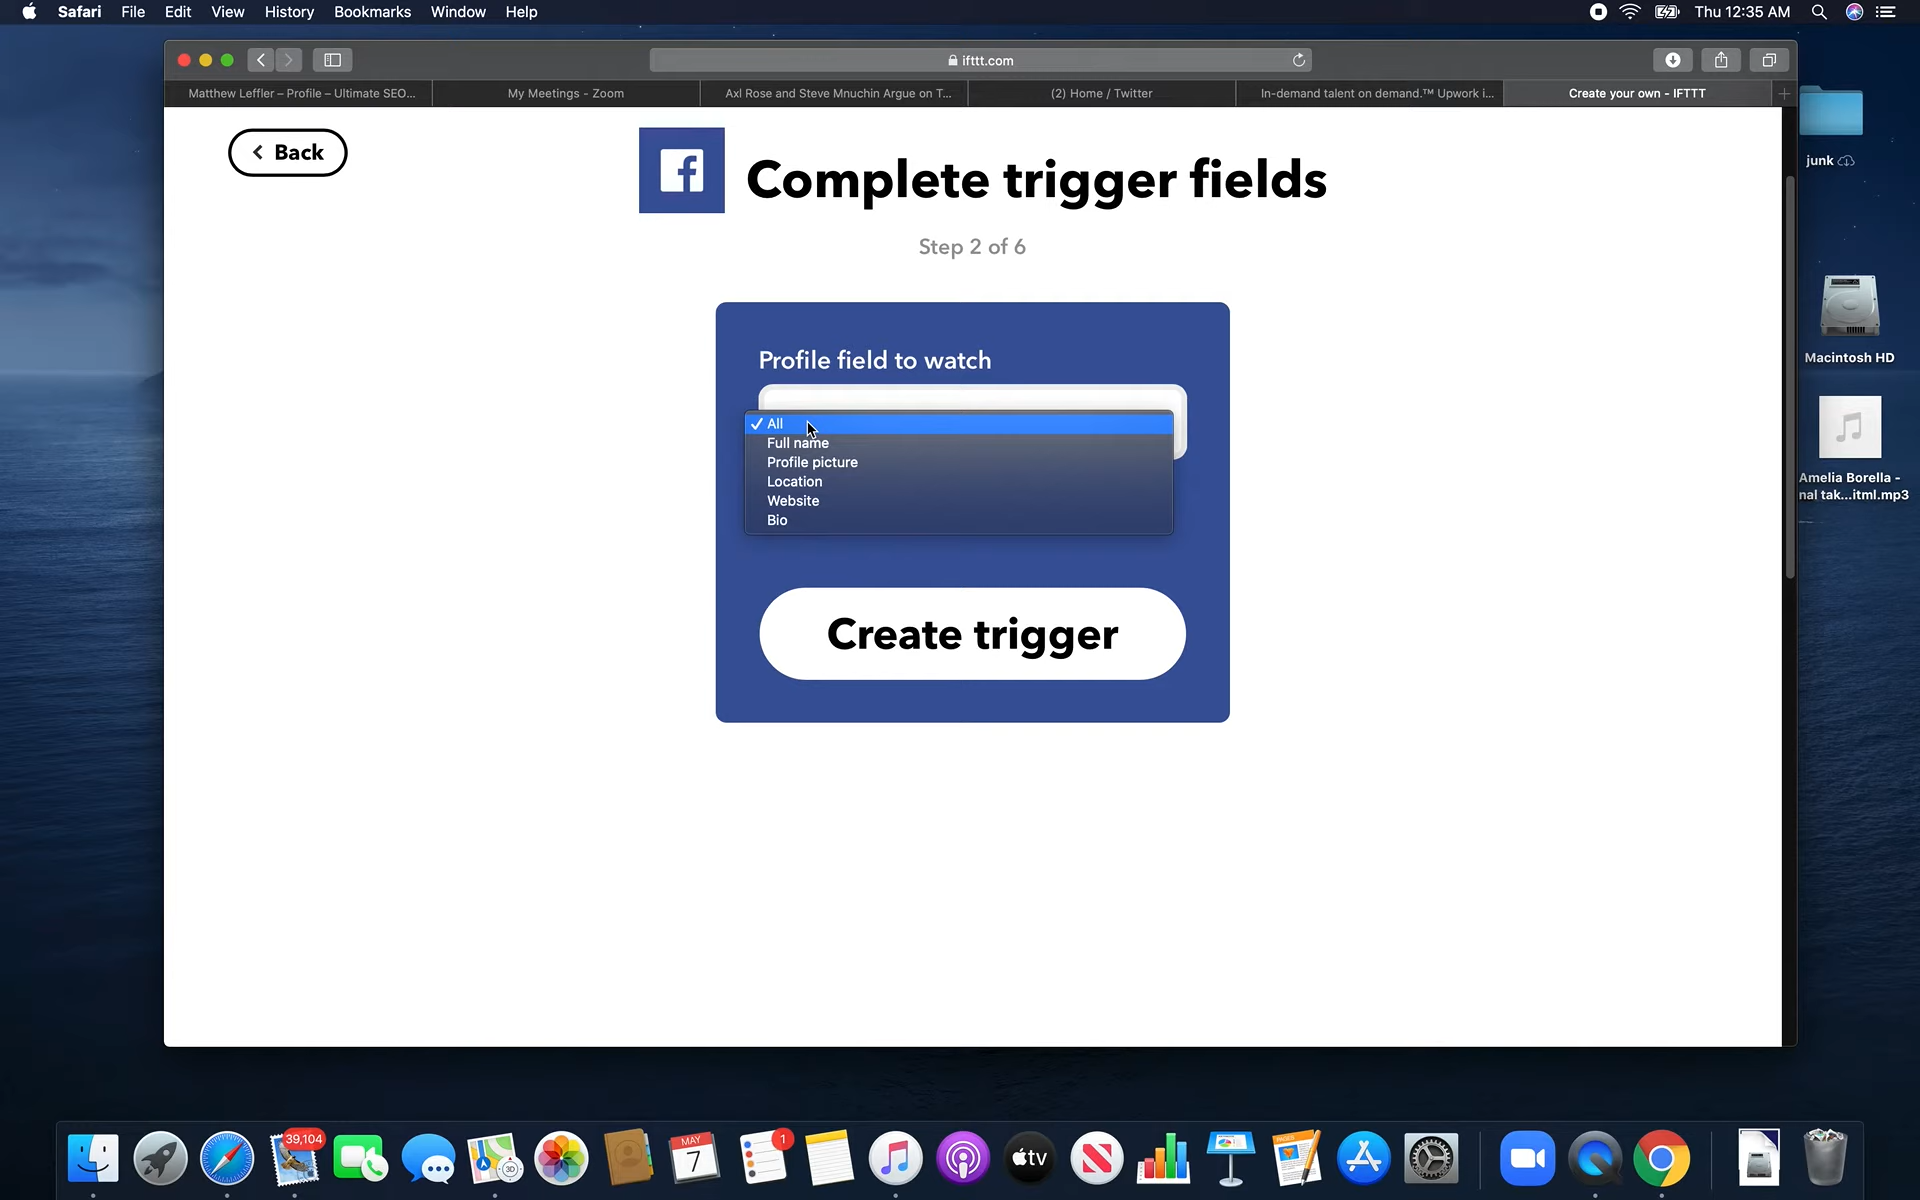 Safari File Edit View History Bookmarks Window Help Thu 12:35 AM
ifttt.com
Matthew Leffler – Profile – Ultimate SEO... My Meetings - Zoom Axl Rose and Steve Mnuchin Argue on T... (2) Home / Twitter In-demand talent on demand.™ Upwork i... Create your own - IFTTT
Back
Complete trigger fields
Step 2 of 6
Profile field to watch
All
Full name
Profile picture
Location
Website
Bio
Create trigger
junk
Macintosh HD
Amelia Borella -
nal tak...itml.mp3
39,104
MAY
7
3D
1
tv
PAGES